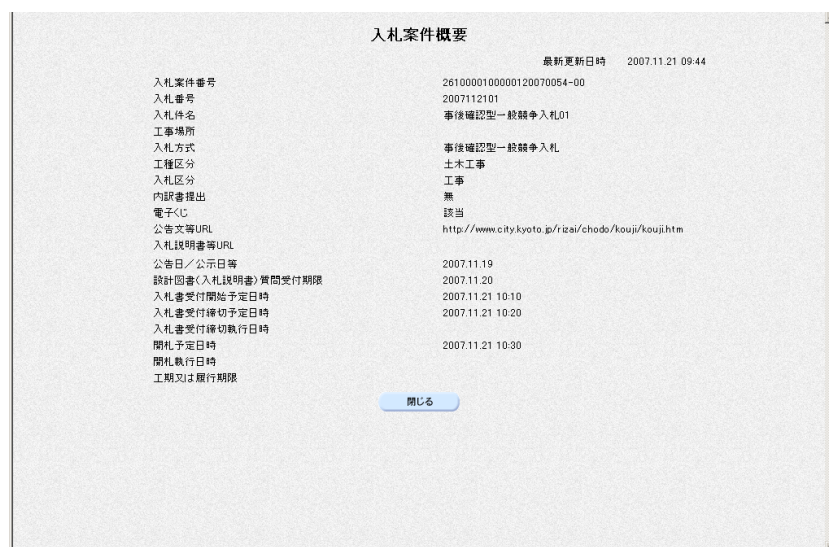 入札案件概要
最新更新日時 2007.11.21 09:44
入札案件番号 2610000100000120070054-00
入札番号 2007112101
入札件名 事後確認型一般競争入札01
工事場所
入札方式 事後確認型一般競争入札
工種区分 土木工事
入札区分 工事
内訳書提出 無
電子くじ 該当
公告文等URL http://www.city.kyoto.jp/rizai/chodo/kouji/kouji.htm
入札説明書等URL
公告日／公示日等 2007.11.19
設計図書(入札説明書)質問受付期限 2007.11.20
入札書受付開始予定日時 2007.11.21 10:10
入札書受付締切予定日時 2007.11.21 10:20
入札書受付締切執行日時
開札予定日時 2007.11.21 10:30
開札執行日時
工期又は履行期限
閉じる